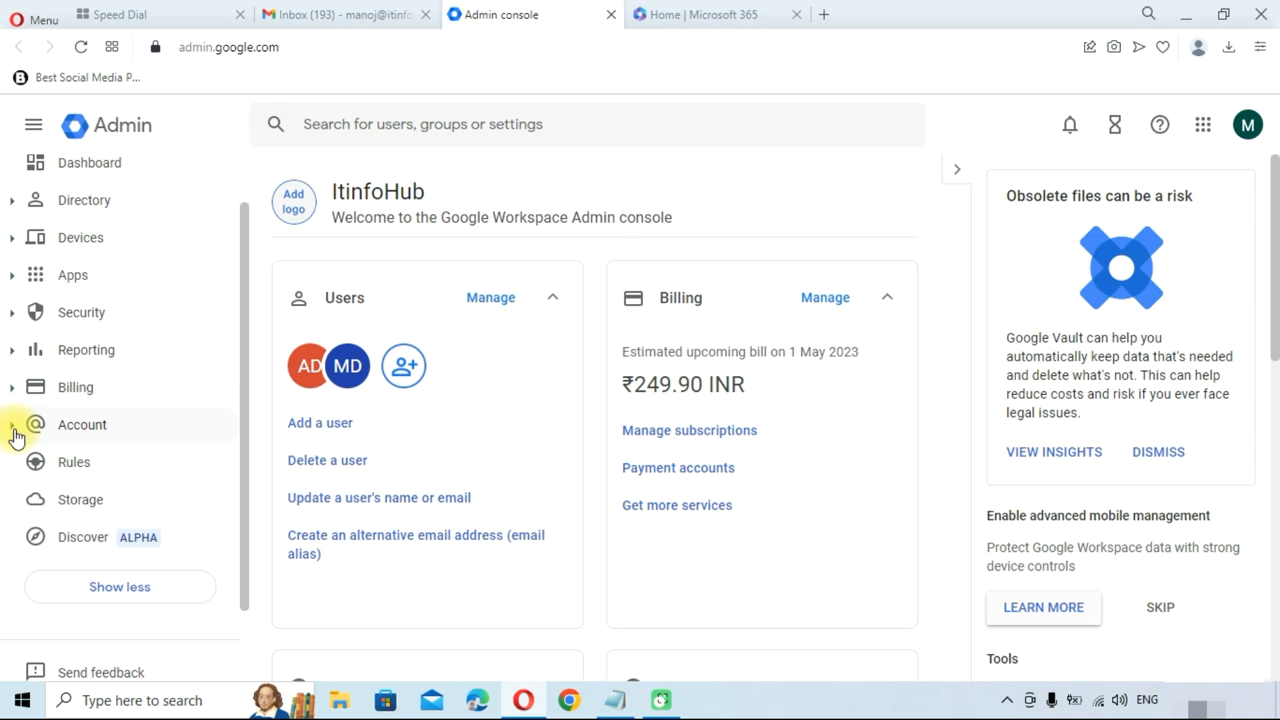 Menu
Speed Dial
Inbox (193) - manoj@itinfo
Admin console
Home | Microsoft 365
admin.google.com
B
Best Social Media P...
Admin
Search for users, groups or settings
M
Dashboard
Directory
Devices
Apps
Security
Reporting
Billing
Account
Rules
Storage
Discover ALPHA
Show less
Send feedback
Add logo
ItinfoHub
Welcome to the Google Workspace Admin console
Users Manage
AD MD
Add a user
Delete a user
Update a user's name or email
Create an alternative email address (email
alias)
Billing Manage
Estimated upcoming bill on 1 May 2023
₹249.90 INR
Manage subscriptions
Payment accounts
Get more services
Obsolete files can be a risk
Google Vault can help you
automatically keep data that's needed
and delete what's not. This can help
reduce costs and risk if you ever face
legal issues.
VIEW INSIGHTS DISMISS
Enable advanced mobile management
Protect Google Workspace data with strong
device controls
LEARN MORE SKIP
Tools
Type here to search
ENG